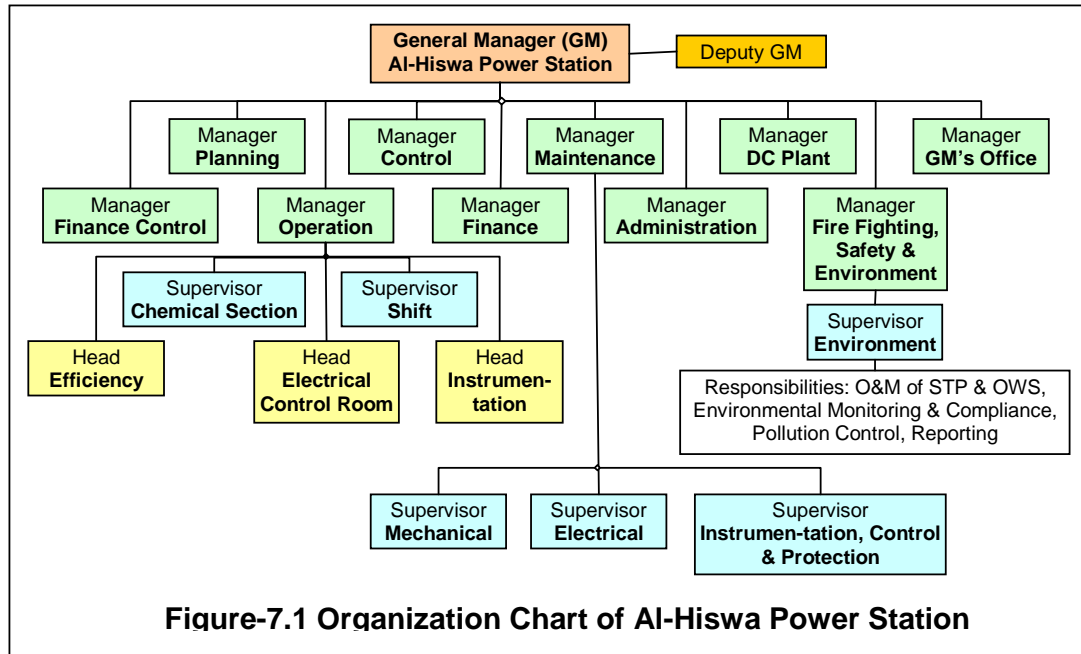 General Manager (GM)
Al-Hiswa Power Station
Deputy GM
Manager
Planning
Manager
Control
Manager
Maintenance
Manager
DC Plant
Manager
GM's Office
Manager
Finance Control
Manager
Operation
Manager
Finance
Manager
Administration
Manager
Fire Fighting,
Safety &
Environment
Supervisor
Chemical Section
Supervisor
Shift
Supervisor
Environment
Head
Efficiency
Head
Electrical
Control Room
Head
Instrumen-
tation
Responsibilities: O&M of STP & OWS,
Environmental Monitoring & Compliance,
Pollution Control, Reporting
Supervisor
Mechanical
Supervisor
Electrical
Supervisor
Instrumen-tation, Control
& Protection
Figure-7.1 Organization Chart of Al-Hiswa Power Station